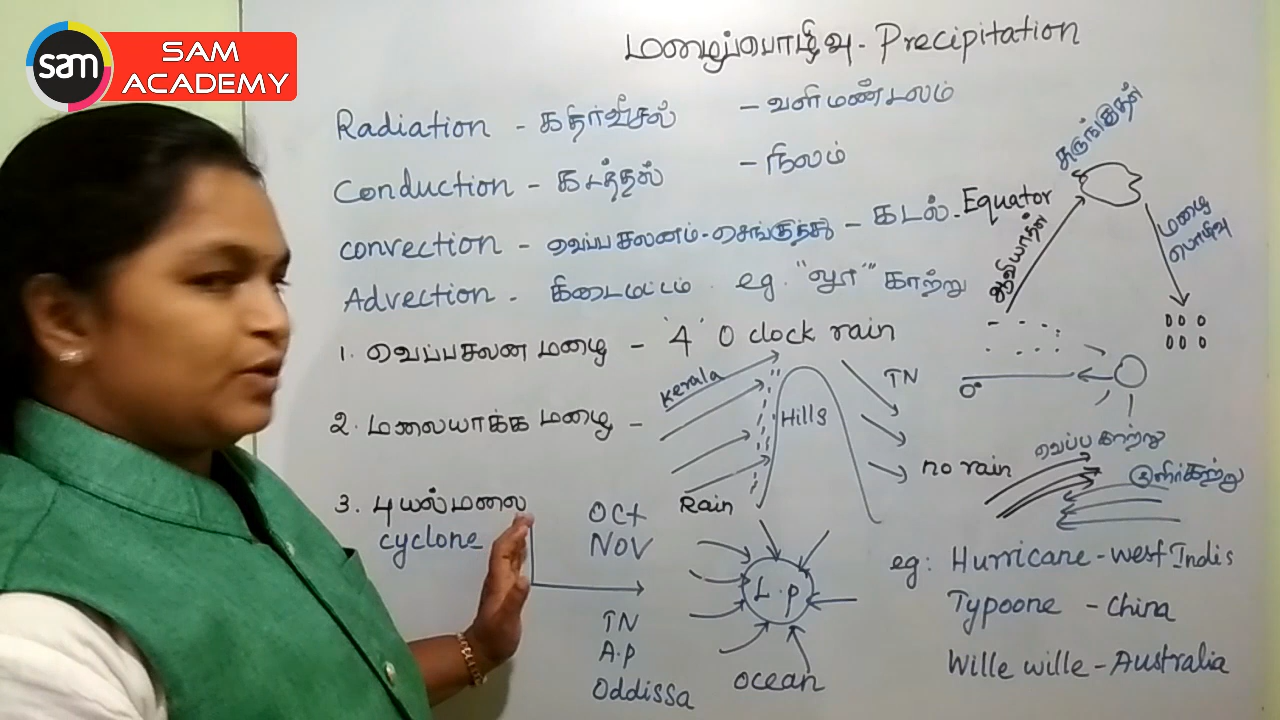 sam
SAM
ACADEMY
மழைப்பொழிவு - Precipitation
Radiation - கதிர்வீசல் - வளிமண்டலம்
Conduction - கடத்தல் - நிலம்
convection - வெப்பசலனம் - செங்குத்து - கடல் - Equator
Advection - கிடைமட்டம் eg. "லூ" காற்று
ஆவியாதல்
சுருங்குதல்
மழை
பொழிவு
0°
1. வெப்பசலன மழை - '4' O clock rain
2. மலையாக்க மழை -
Kerala
Hills
TN
Rain
no rain
வெப்ப காற்று
குளிர்காற்று
3. புயல்மலை
cyclone
Oct
Nov
TN
A.p
Oddissa
L.p
ocean
eg: Hurricane - west Indis
Typoone - China
Wille wille - Australia